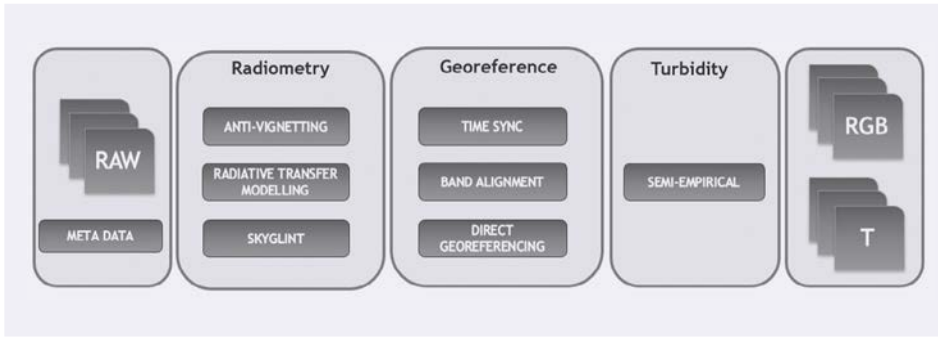 RAW
META DATA
Radiometry
ANTI-VIGNETTING
RADIATIVE TRANSFER
MODELLING
SKYGLINT
Georeference
TIME SYNC
BAND ALIGNMENT
DIRECT
GEOREFERENCING
Turbidity
SEMI-EMPIRICAL
RGB
T